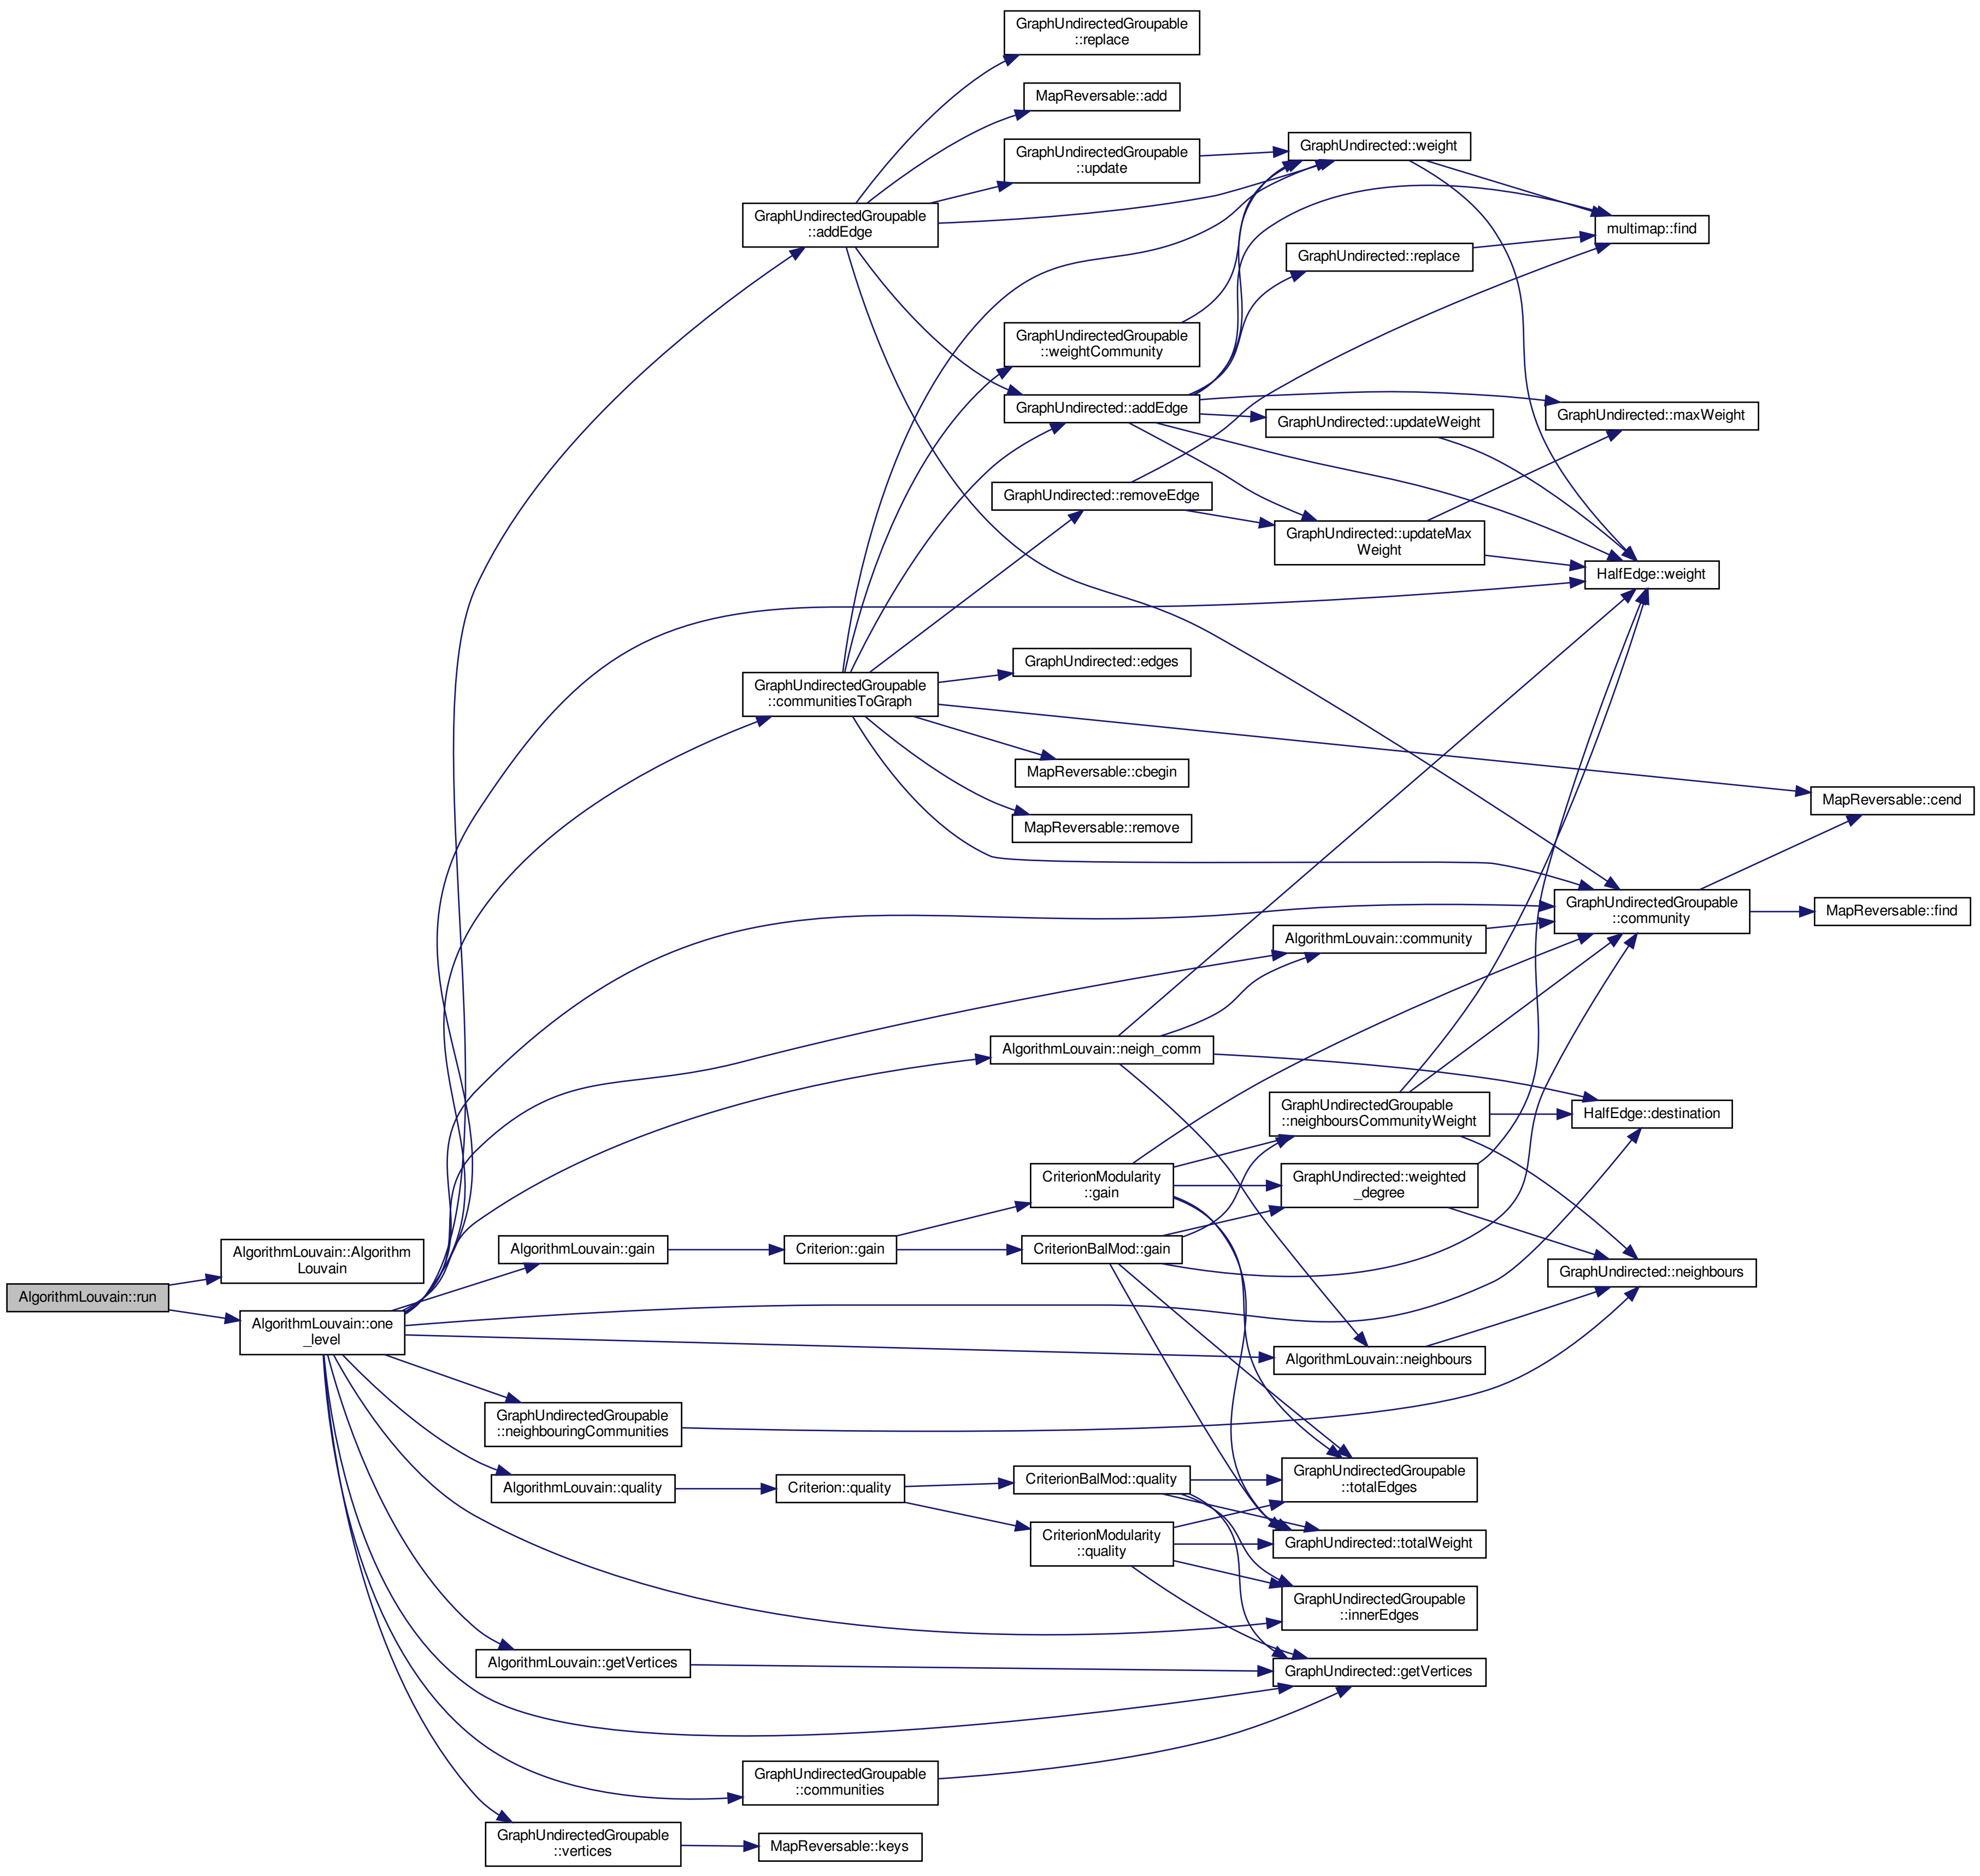 GraphUndirectedGroupable
::replace
MapReversable::add
GraphUndirectedGroupable
::update
GraphUndirected::weight
GraphUndirectedGroupable
::addEdge
multimap::find
GraphUndirected::replace
GraphUndirectedGroupable
::weightCommunity
GraphUndirected::addEdge
GraphUndirected::maxWeight
GraphUndirected::updateWeight
GraphUndirected::removeEdge
GraphUndirected::updateMax
Weight
HalfEdge::weight
GraphUndirected::edges
GraphUndirectedGroupable
::communitiesToGraph
MapReversable::cbegin
MapReversable::cend
MapReversable::remove
GraphUndirectedGroupable
::community
MapReversable::find
AlgorithmLouvain::community
AlgorithmLouvain::neigh_comm
GraphUndirectedGroupable
::neighboursCommunityWeight
HalfEdge::destination
CriterionModularity
::gain
GraphUndirected::weighted
_degree
AlgorithmLouvain::Algorithm
Louvain
AlgorithmLouvain::gain
Criterion::gain
CriterionBalMod::gain
GraphUndirected::neighbours
AlgorithmLouvain::run
AlgorithmLouvain::one
_level
AlgorithmLouvain::neighbours
GraphUndirectedGroupable
::neighbouringCommunities
AlgorithmLouvain::quality
Criterion::quality
CriterionBalMod::quality
GraphUndirectedGroupable
::totalEdges
CriterionModularity
::quality
GraphUndirected::totalWeight
GraphUndirectedGroupable
::innerEdges
AlgorithmLouvain::getVertices
GraphUndirected::getVertices
GraphUndirectedGroupable
::communities
GraphUndirectedGroupable
::vertices
MapReversable::keys